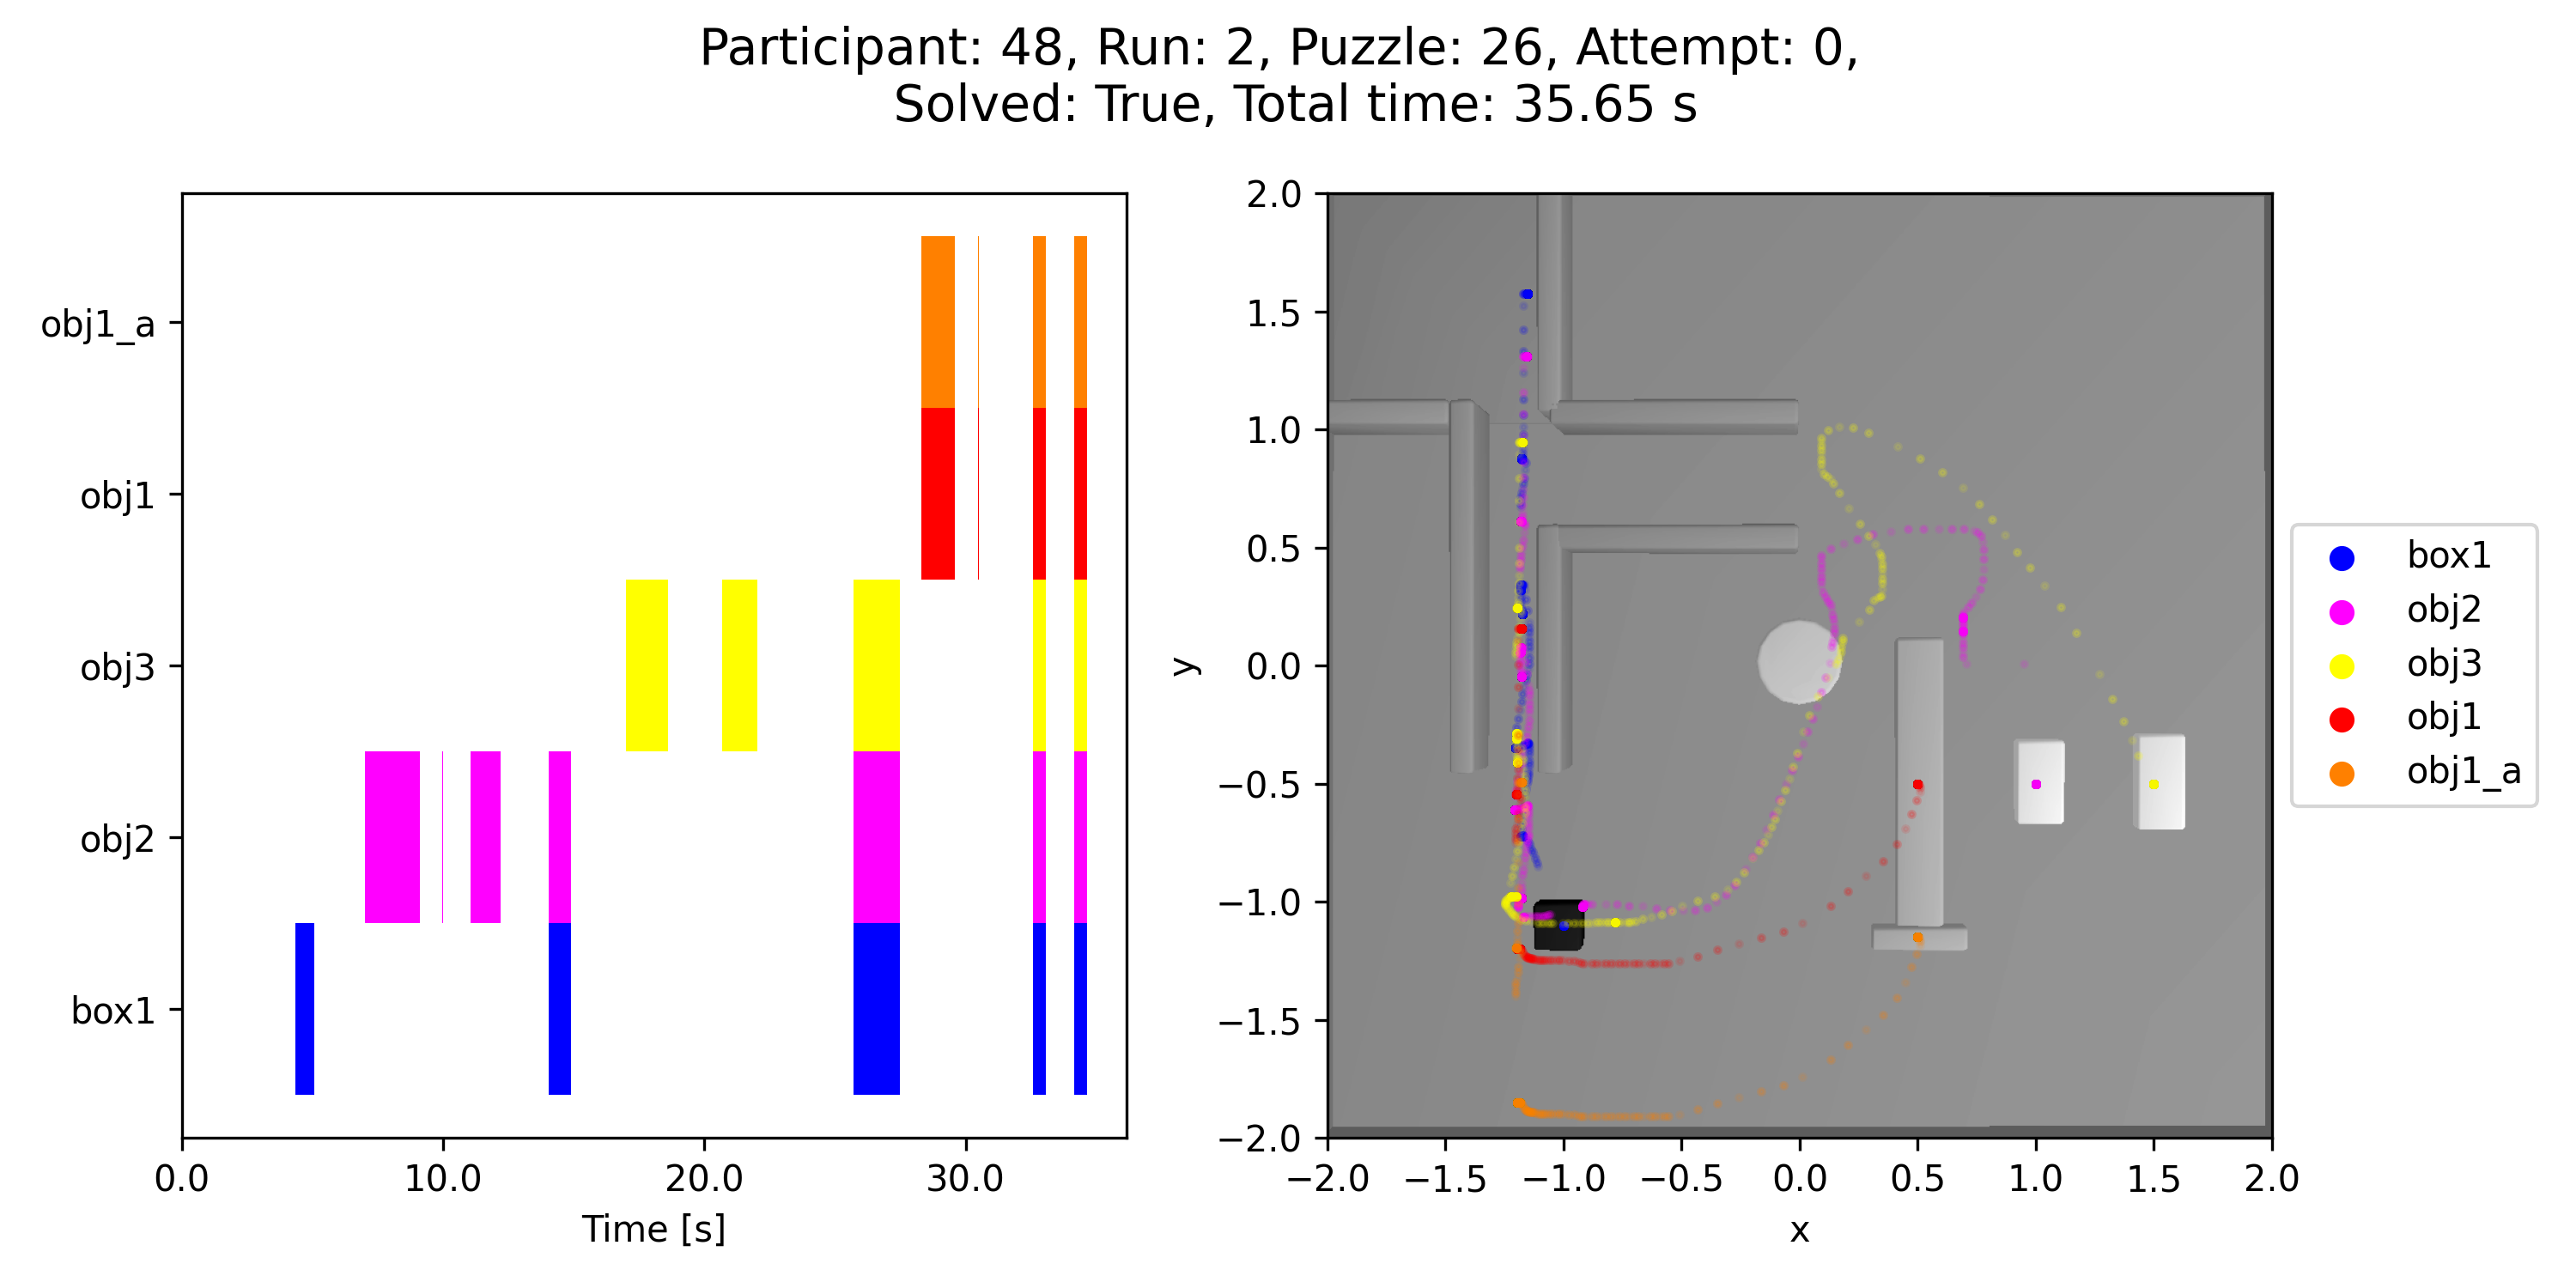 Participant: 48, Run: 2, Puzzle: 26, Attempt: 0,
Solved: True, Total time: 35.65 s
obj1_a
obj1
obj3
obj2
box1
0.0 10.0 20.0 30.0
Time [s]
2.0
1.5
1.0
0.5
0.0
−0.5
−1.0
−1.5
−2.0
y
−2.0 −1.5 −1.0 −0.5 0.0 0.5 1.0 1.5 2.0
x
box1
obj2
obj3
obj1
obj1_a